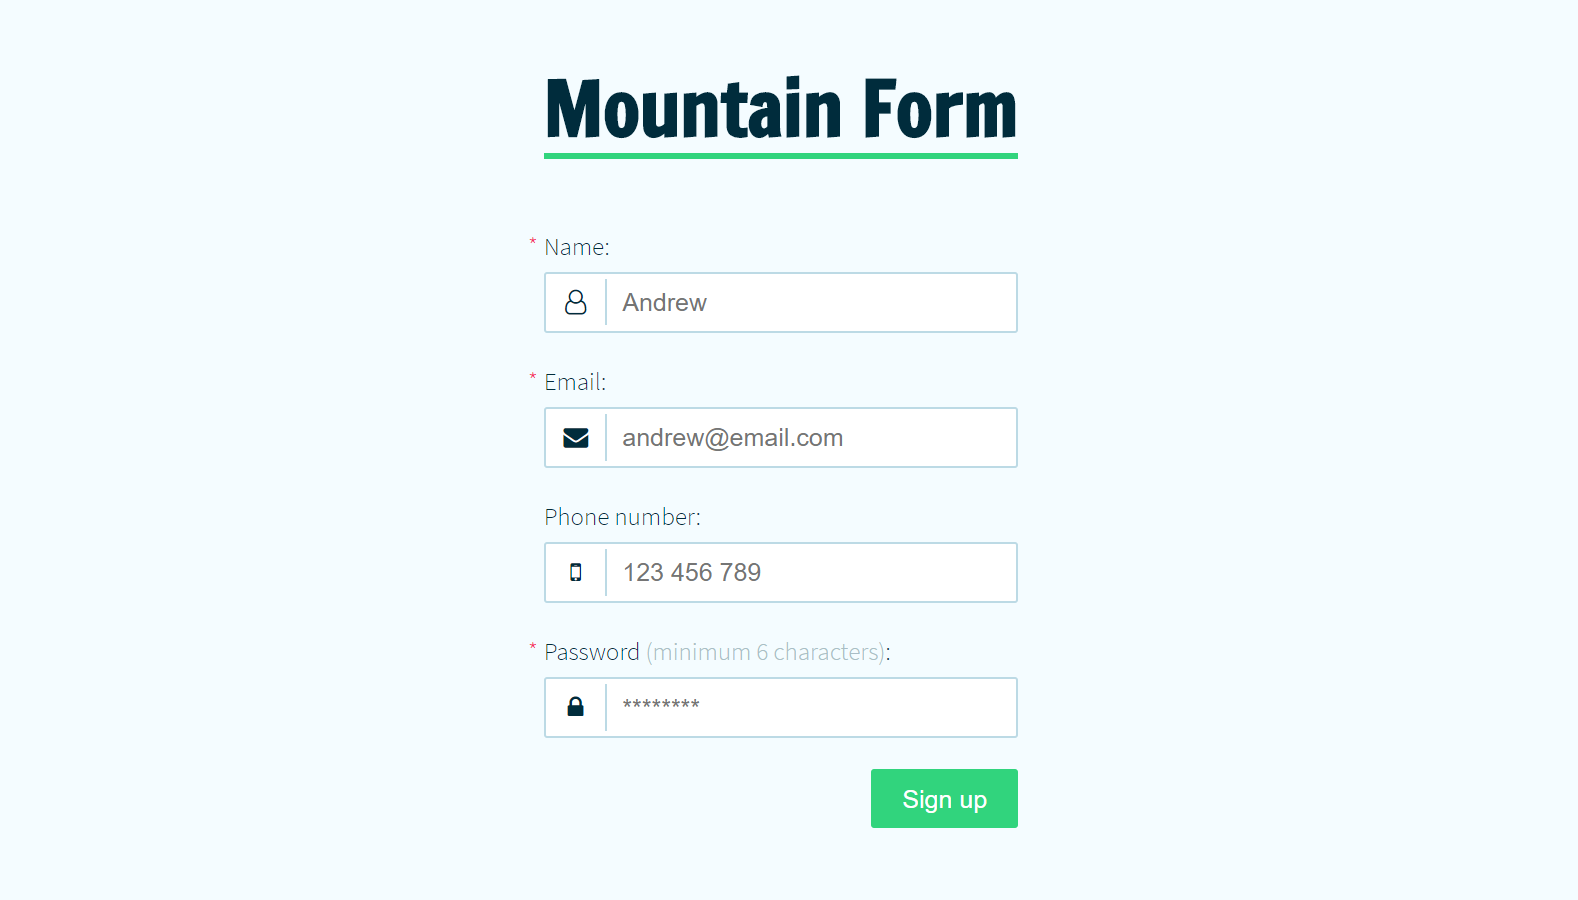 Mountain Form
* Name:
Andrew
* Email:
andrew@email.com
Phone number:
123 456 789
* Password (minimum 6 characters):
********
Sign up